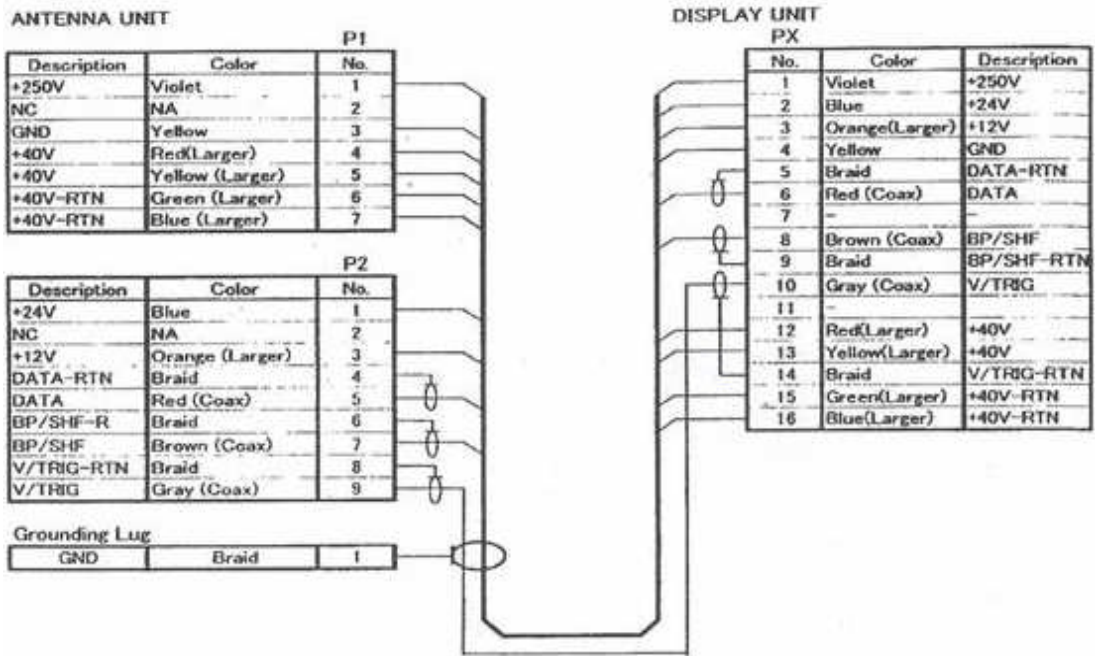 ANTENNA UNIT
P1
Description Color No.
+250V Violet 1
NC NA 2
GND Yellow 3
+40V Red(Larger) 4
+40V Yellow (Larger) 5
+40V-RTN Green (Larger) 6
+40V-RTN Blue (Larger) 7
P2
Description Color No.
+24V Blue 1
NC NA 2
+12V Orange (Larger) 3
DATA-RTN Braid 4
DATA Red (Coax) 5
BP/SHF-R Braid 6
BP/SHF Brown (Coax) 7
V/TRIG-RTN Braid 8
V/TRIG Gray (Coax) 9
Grounding Lug
GND Braid 1
DISPLAY UNIT
PX
No. Color Description
1 Violet +250V
2 Blue +24V
3 Orange(Larger) +12V
4 Yellow GND
5 Braid DATA-RTN
6 Red (Coax) DATA
7 - -
8 Brown (Coax) BP/SHF
9 Braid BP/SHF-RTN
10 Gray (Coax) V/TRIG
11 -
12 Red(Larger) +40V
13 Yellow(Larger) +40V
14 Braid V/TRIG-RTN
15 Green(Larger) +40V-RTN
16 Blue(Larger) +40V-RTN